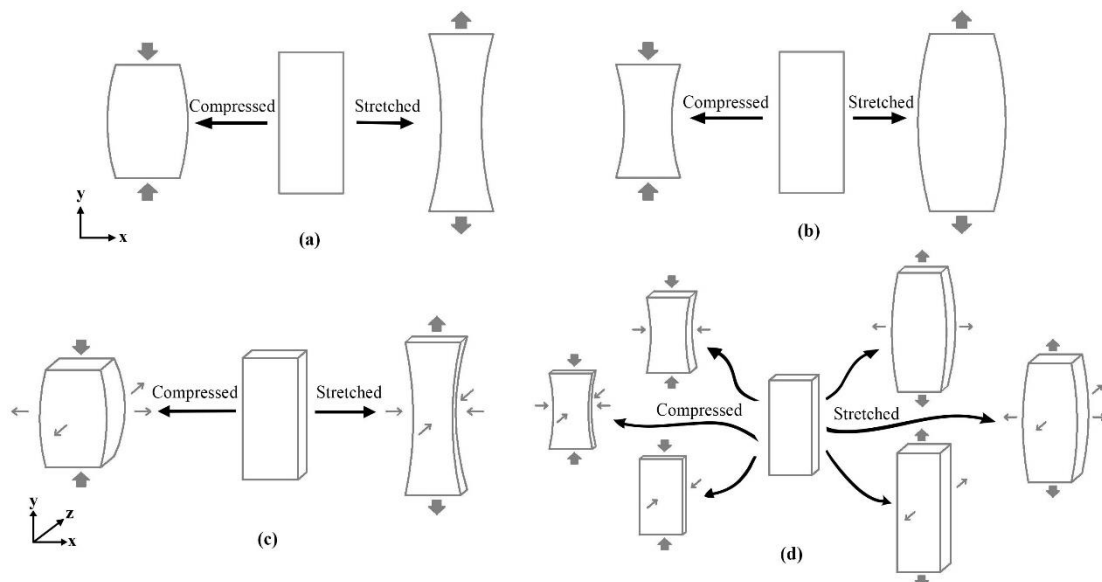 Compressed
Stretched
y
x
(a)
Compressed
Stretched
(b)
Compressed
Stretched
y
z
x
(c)
Compressed
Stretched
(d)